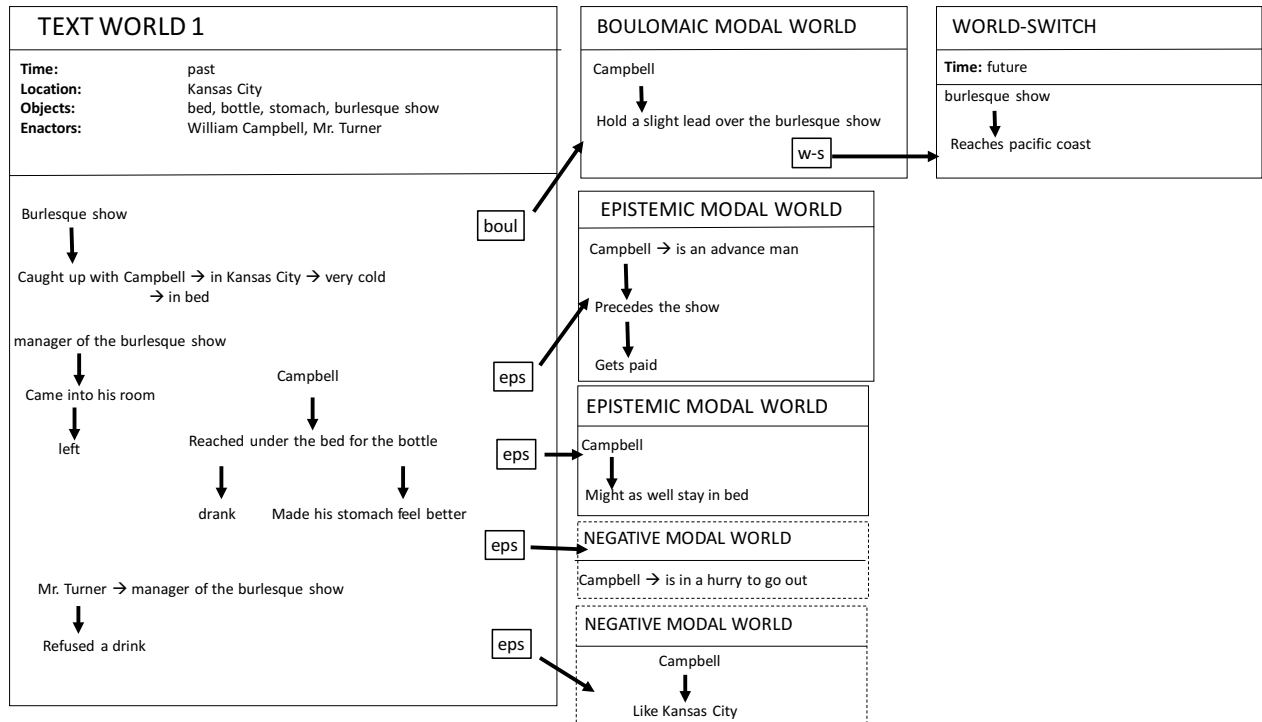 TEXT WORLD 1
Time: past
Location: Kansas City
Objects: bed, bottle, stomach, burlesque show
Enactors: William Campbell, Mr. Turner
Burlesque show
Caught up with Campbell → in Kansas City → very cold
→ in bed
manager of the burlesque show
Came into his room
left
Campbell
Reached under the bed for the bottle
drank
Made his stomach feel better
Mr. Turner → manager of the burlesque show
Refused a drink
boul
eps
eps
eps
eps
BOULOMAIC MODAL WORLD
Campbell
Hold a slight lead over the burlesque show
w-s
EPISTEMIC MODAL WORLD
Campbell → is an advance man
Precedes the show
Gets paid
EPISTEMIC MODAL WORLD
Campbell
Might as well stay in bed
NEGATIVE MODAL WORLD
Campbell → is in a hurry to go out
NEGATIVE MODAL WORLD
Campbell
Like Kansas City
WORLD-SWITCH
Time: future
burlesque show
Reaches pacific coast